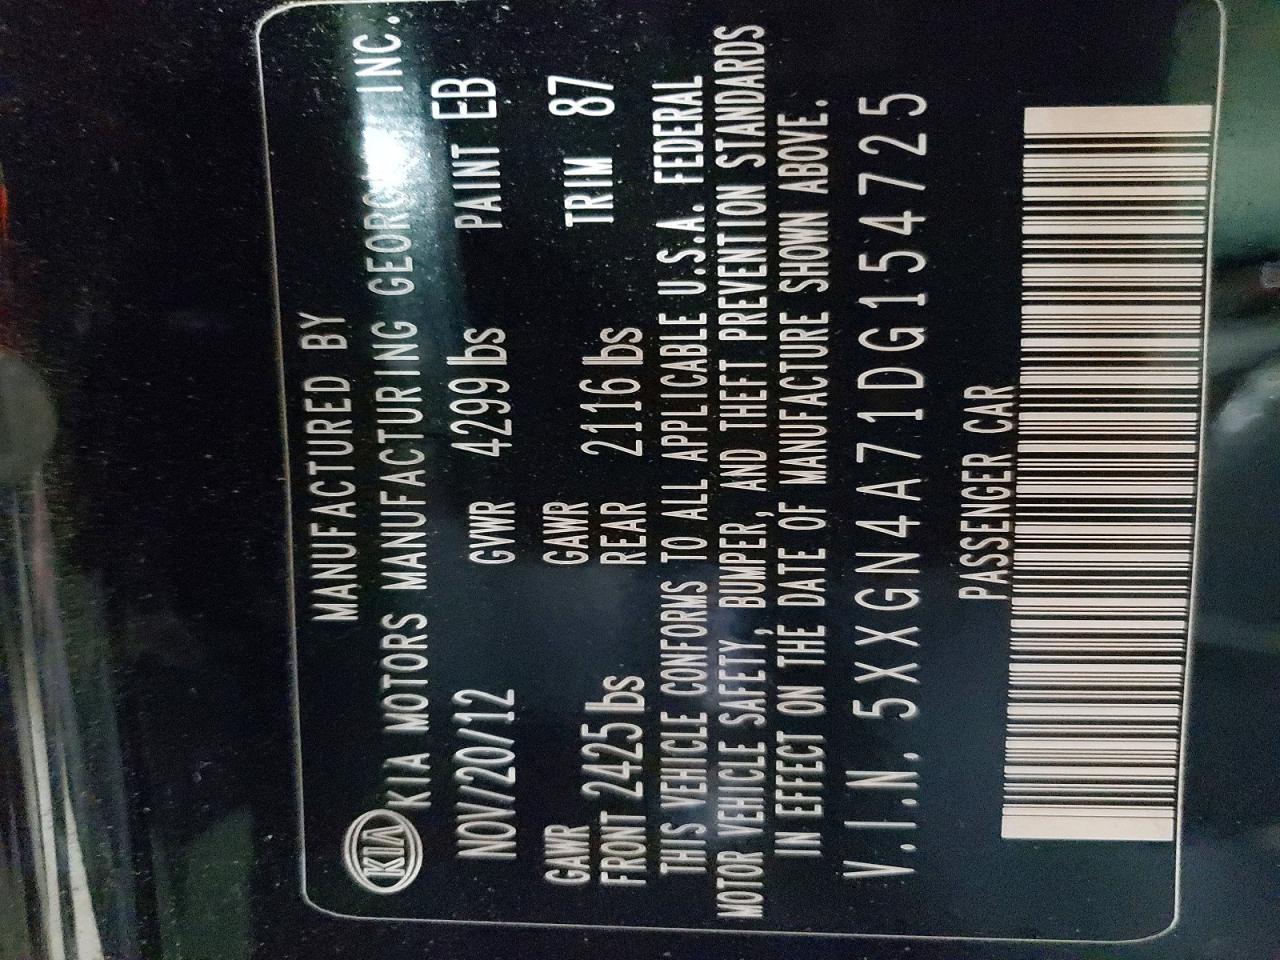 MANUFACTURED BY
KIA KIA MOTORS MANUFACTURING GEORGIA INC.
NOV/20/12 GVWR 4299 lbs PAINT EB
GAWR GAWR
FRONT 2425 lbs REAR 2116 lbs TRIM 87
THIS VEHICLE CONFORMS TO ALL APPLICABLE U.S.A. FEDERAL
MOTOR VEHICLE SAFETY, BUMPER, AND THEFT PREVENTION STANDARDS
IN EFFECT ON THE DATE OF MANUFACTURE SHOWN ABOVE.
V.I.N. 5XXGN4A71DG154725
PASSENGER CAR